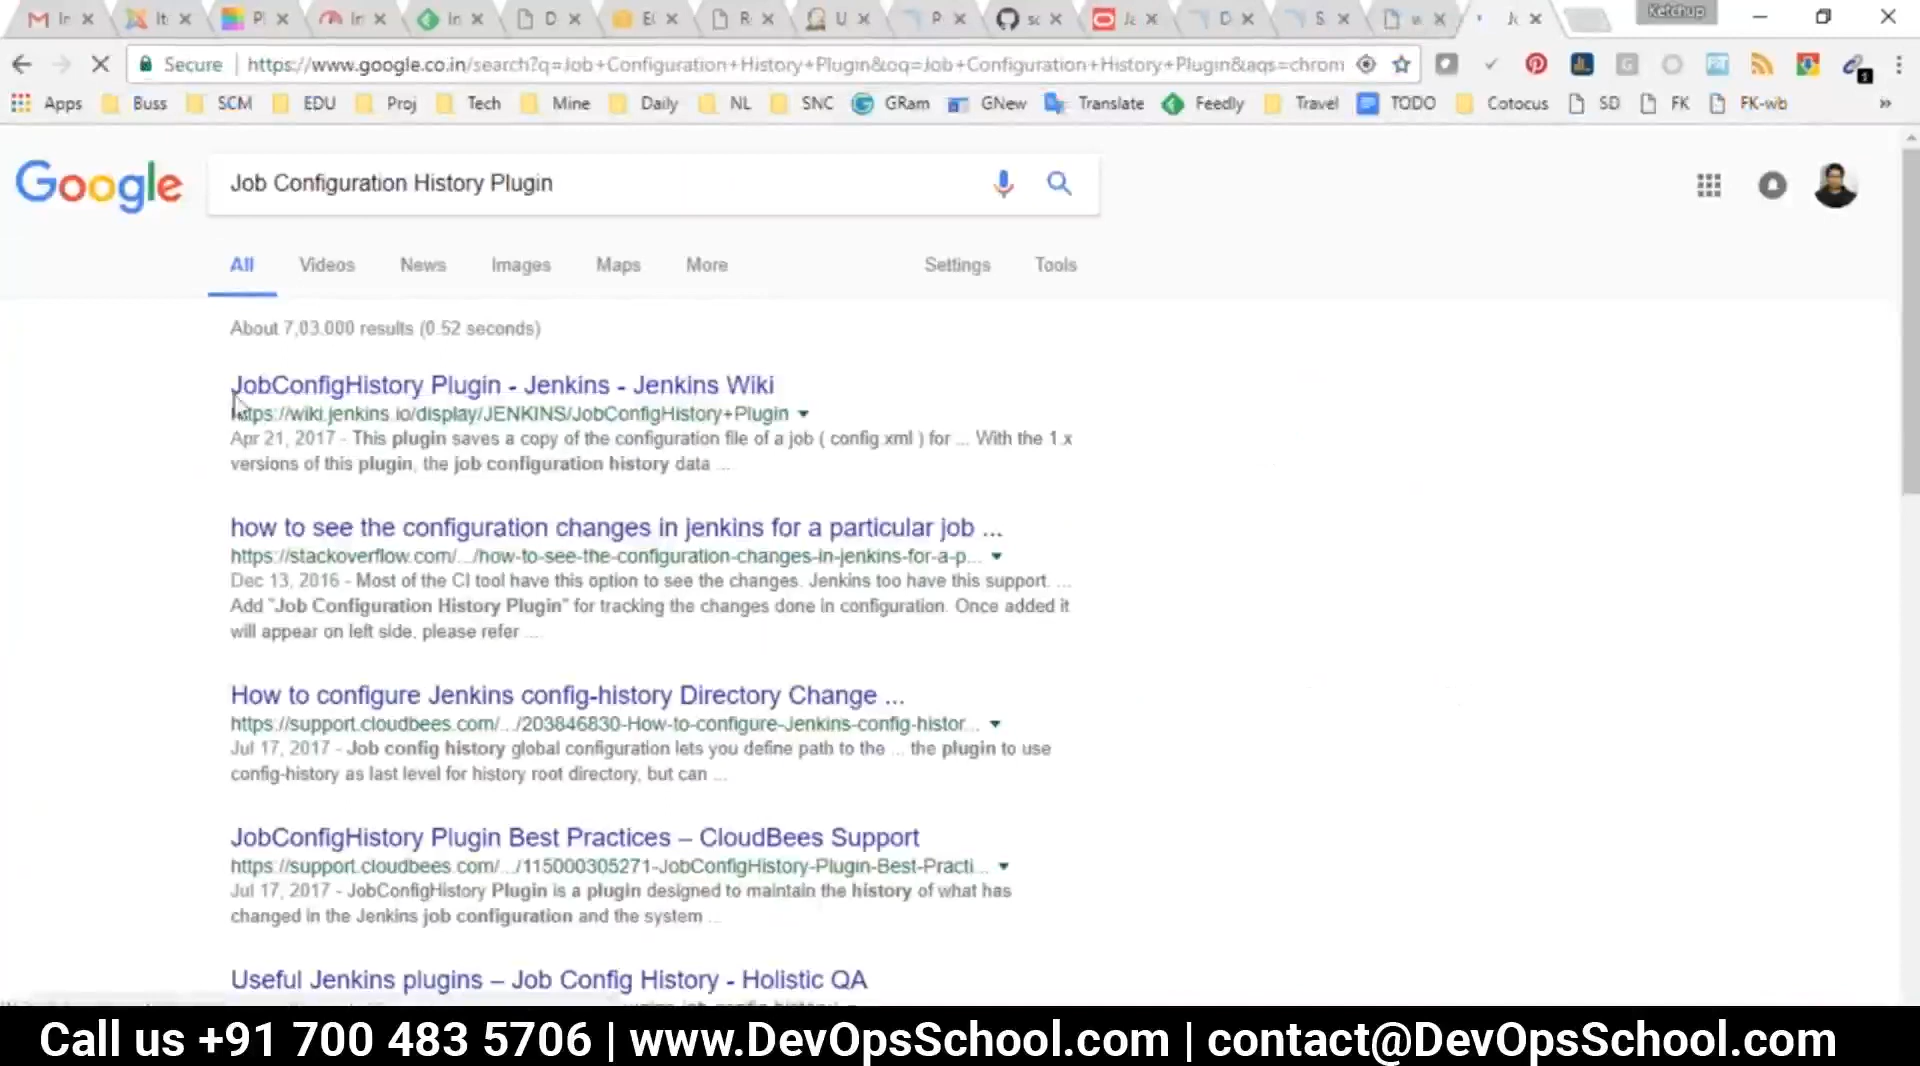 Ketchup
Secure | https://www.google.co.in/search?q=Job+Configuration+History+Plugin&oq=Job+Configuration+History+Plugin&aqs=chrom
Apps Buss SCM EDU Proj Tech Mine Daily NL SNC GRam GNew Translate Feedly Travel TODO Cotocus SD FK FK-wb »
Google Job Configuration History Plugin
All Videos News Images Maps More Settings Tools
About 7,03,000 results (0.52 seconds)
JobConfigHistory Plugin - Jenkins - Jenkins Wiki
https://wiki.jenkins.io/display/JENKINS/JobConfigHistory+Plugin
Apr 21, 2017 - This plugin saves a copy of the configuration file of a job ( config.xml ) for ... With the 1.x
versions of this plugin, the job configuration history data ...
how to see the configuration changes in jenkins for a particular job ...
https://stackoverflow.com/.../how-to-see-the-configuration-changes-in-jenkins-for-a-p...
Dec 13, 2016 - Most of the CI tool have this option to see the changes. Jenkins too have this support. ...
Add "Job Configuration History Plugin" for tracking the changes done in configuration. Once added it
will appear on left side, please refer ...
How to configure Jenkins config-history Directory Change ...
https://support.cloudbees.com/.../203846830-How-to-configure-Jenkins-config-histor...
Jul 17, 2017 - Job config history global configuration lets you define path to the ... the plugin to use
config-history as last level for history root directory, but can ...
JobConfigHistory Plugin Best Practices – CloudBees Support
https://support.cloudbees.com/.../115000305271-JobConfigHistory-Plugin-Best-Practi...
Jul 17, 2017 - JobConfigHistory Plugin is a plugin designed to maintain the history of what has
changed in the Jenkins job configuration and the system ...
Useful Jenkins plugins – Job Config History - Holistic QA
Call us +91 700 483 5706 | www.DevOpsSchool.com | contact@DevOpsSchool.com